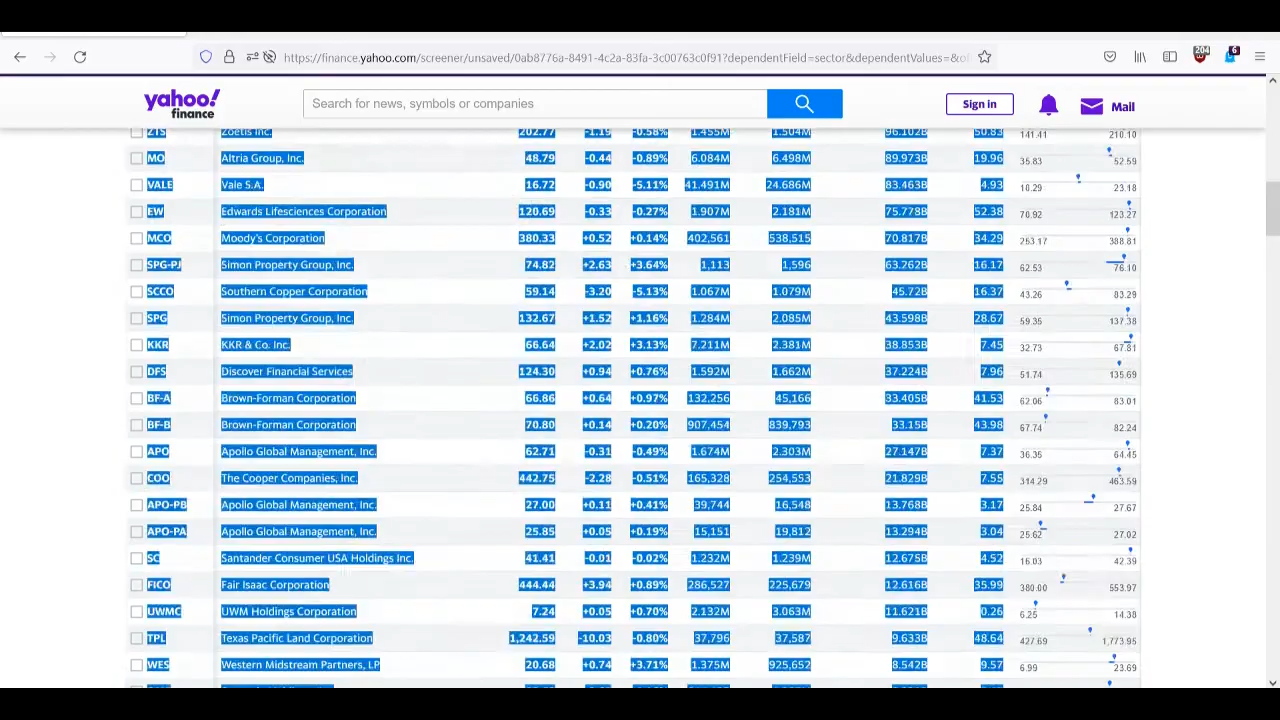 https://finance.yahoo.com/screener/unsaved/0ab8776a-8491-4c2a-83fa-3c00763c0f91?dependentField=sector&dependentValues=&of
204
6
yahoo!
finance
Search for news, symbols or companies
Sign in
Mail
ZTS Zoetis Inc. 202.77 -1.19 -0.58% 1.455M 1.504M 96.102B 50.83 141.41 210.10
MO Altria Group, Inc. 48.79 -0.44 -0.89% 6.084M 6.498M 89.973B 19.96 35.83 52.59
VALE Vale S.A. 16.72 -0.90 -5.11% 41.491M 24.686M 83.463B 4.93 10.29 23.18
EW Edwards Lifesciences Corporation 120.69 -0.33 -0.27% 1.907M 2.181M 75.778B 52.38 70.92 123.27
MCO Moody's Corporation 380.33 +0.52 +0.14% 402,561 538,515 70.817B 34.29 253.17 388.81
SPG-PJ Simon Property Group, Inc. 74.82 +2.63 +3.64% 1,113 1,596 63.262B 16.17 62.53 76.10
SCCO Southern Copper Corporation 59.14 -3.20 -5.13% 1.067M 1.079M 45.72B 16.37 43.26 83.29
SPG Simon Property Group, Inc. 132.67 +1.52 +1.16% 1.284M 2.085M 43.598B 28.67 59.35 137.38
KKR KKR & Co. Inc. 66.64 +2.02 +3.13% 7.211M 2.381M 38.853B 7.45 32.73 67.81
DFS Discover Financial Services 124.30 +0.94 +0.76% 1.592M 1.662M 37.224B 7.96 51.74 135.69
BF-A Brown-Forman Corporation 66.86 +0.64 +0.97% 132,256 45,166 33.405B 41.53 62.06 83.01
BF-B Brown-Forman Corporation 70.80 +0.14 +0.20% 907,454 839,793 33.15B 43.98 67.74 82.24
APO Apollo Global Management, Inc. 62.71 -0.31 -0.49% 1.674M 2.303M 27.147B 7.37 36.35 64.45
COO The Cooper Companies, Inc. 442.75 -2.28 -0.51% 165,328 254,553 21.829B 7.55 314.29 463.59
APO-PB Apollo Global Management, Inc. 27.00 +0.11 +0.41% 39,744 16,548 13.768B 3.17 25.84 27.67
APO-PA Apollo Global Management, Inc. 25.85 +0.05 +0.19% 15,151 19,812 13.294B 3.04 25.62 27.02
SC Santander Consumer USA Holdings Inc. 41.41 -0.01 -0.02% 1.232M 1.239M 12.675B 4.52 16.03 42.39
FICO Fair Isaac Corporation 444.44 +3.94 +0.89% 286,527 225,679 12.616B 35.99 380.00 553.97
UWMC UWM Holdings Corporation 7.24 +0.05 +0.70% 2.132M 3.063M 11.621B 0.26 6.25 14.38
TPL Texas Pacific Land Corporation 1,242.59 -10.03 -0.80% 37,796 37,587 9.633B 48.64 427.69 1,773.95
WES Western Midstream Partners, LP 20.68 +0.74 +3.71% 1.375M 925,652 8.542B 9.57 6.99 23.69